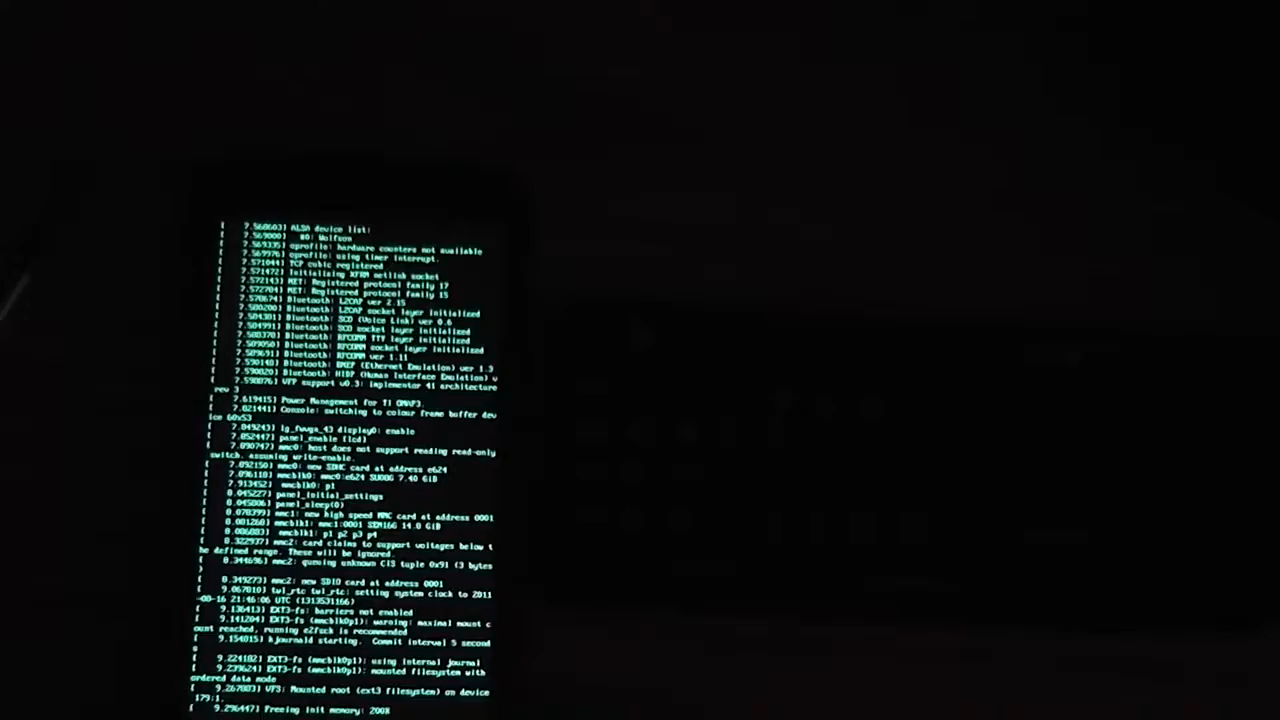 [    7.568603] ALSA device list:
[    7.569000]   #0: Wolfson
[    7.569335] oprofile: hardware counters not available
[    7.569976] oprofile: using timer interrupt.
[    7.571044] TCP cubic registered
[    7.571472] Initializing XFRM netlink socket
[    7.572143] NET: Registered protocol family 17
[    7.572784] NET: Registered protocol family 15
[    7.578674] Bluetooth: L2CAP ver 2.15
[    7.580200] Bluetooth: L2CAP socket layer initialized
[    7.584381] Bluetooth: SCO (Voice Link) ver 0.6
[    7.584991] Bluetooth: SCO socket layer initialized
[    7.588378] Bluetooth: RFCOMM TTY layer initialized
[    7.589050] Bluetooth: RFCOMM socket layer initialized
[    7.589691] Bluetooth: RFCOMM ver 1.11
[    7.590148] Bluetooth: BNEP (Ethernet Emulation) ver 1.3
[    7.590820] Bluetooth: HIDP (Human Interface Emulation) v
[    7.598876] VFP support v0.3: implementor 41 architecture
rev 3
[    7.619415] Power Management for TI OMAP3.
[    7.821441] Console: switching to colour frame buffer dev
ice 60x53
[    7.849243] lg_fwvga_43 display0: enable
[    7.852447] panel_enable [lcd]
[    7.890747] mmc0: host does not support reading read-only
switch. assuming write-enable.
[    7.892150] mmc0: new SDHC card at address e624
[    7.896118] mmcblk0: mmc0:e624 SU08G 7.40 GiB
[    7.913452]  mmcblk0: p1
[    8.045227] panel_initial_settings
[    8.045806] panel_sleep(0)
[    8.078399] mmc1: new high speed MMC card at address 0001
[    8.081268] mmcblk1: mmc1:0001 SEM16G 14.8 GiB
[    8.086883]  mmcblk1: p1 p2 p3 p4
[    8.322937] mmc2: card claims to support voltages below t
he defined range. These will be ignored.
[    8.344696] mmc2: queuing unknown CIS tuple 0x91 (3 bytes
)
[    8.349273] mmc2: new SDIO card at address 0001
[    9.067810] twl_rtc twl_rtc: setting system clock to 2011
-08-16 21:46:06 UTC (1313531166)
[    9.136413] EXT3-fs: barriers not enabled
[    9.141204] EXT3-fs (mmcblk0p1): warning: maximal mount c
ount reached, running e2fsck is recommended
[    9.154815] kjournald starting.  Commit interval 5 second
s
[    9.224182] EXT3-fs (mmcblk0p1): using internal journal
[    9.239624] EXT3-fs (mmcblk0p1): mounted filesystem with
ordered data mode
[    9.267883] VFS: Mounted root (ext3 filesystem) on device
179:1.
[    9.296447] Freeing init memory: 200K